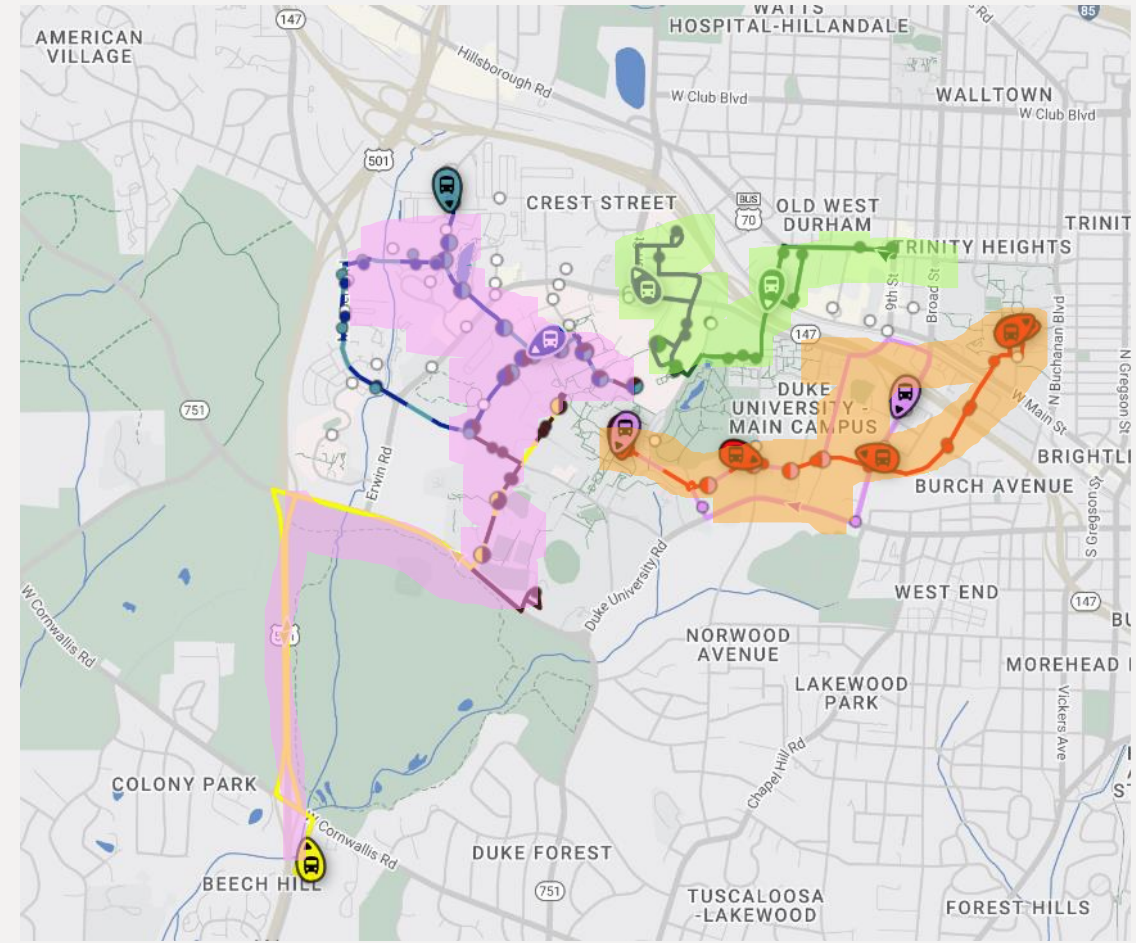 WATTS
HOSPITAL-HILLANDALE
85
147
AMERICAN
VILLAGE
Hillsborough Rd
W Club Blvd
WALLTOWN
W Club Blvd
501
CREST STREET
BUS
70
OLD WEST
DURHAM
TRINIT
TRINITY HEIGHTS
9th St
Broad St
147
N Buchanan Blvd
N Gregson St
751
DUKE
UNIVERSITY -
MAIN CAMPUS
W Main St
BRIGHTL
Erwin Rd
BURCH AVENUE
S Gregson St
Duke University Rd
WEST END
147
W Cornwallis Rd
NORWOOD
AVENUE
MOREHEAD
LAKEWOOD
PARK
Vickers Ave
Chapel Hill Rd
COLONY PARK
W Cornwallis Rd
DUKE FOREST
BEECH HILL
751
TUSCALOOSA
-LAKEWOOD
FOREST HILLS